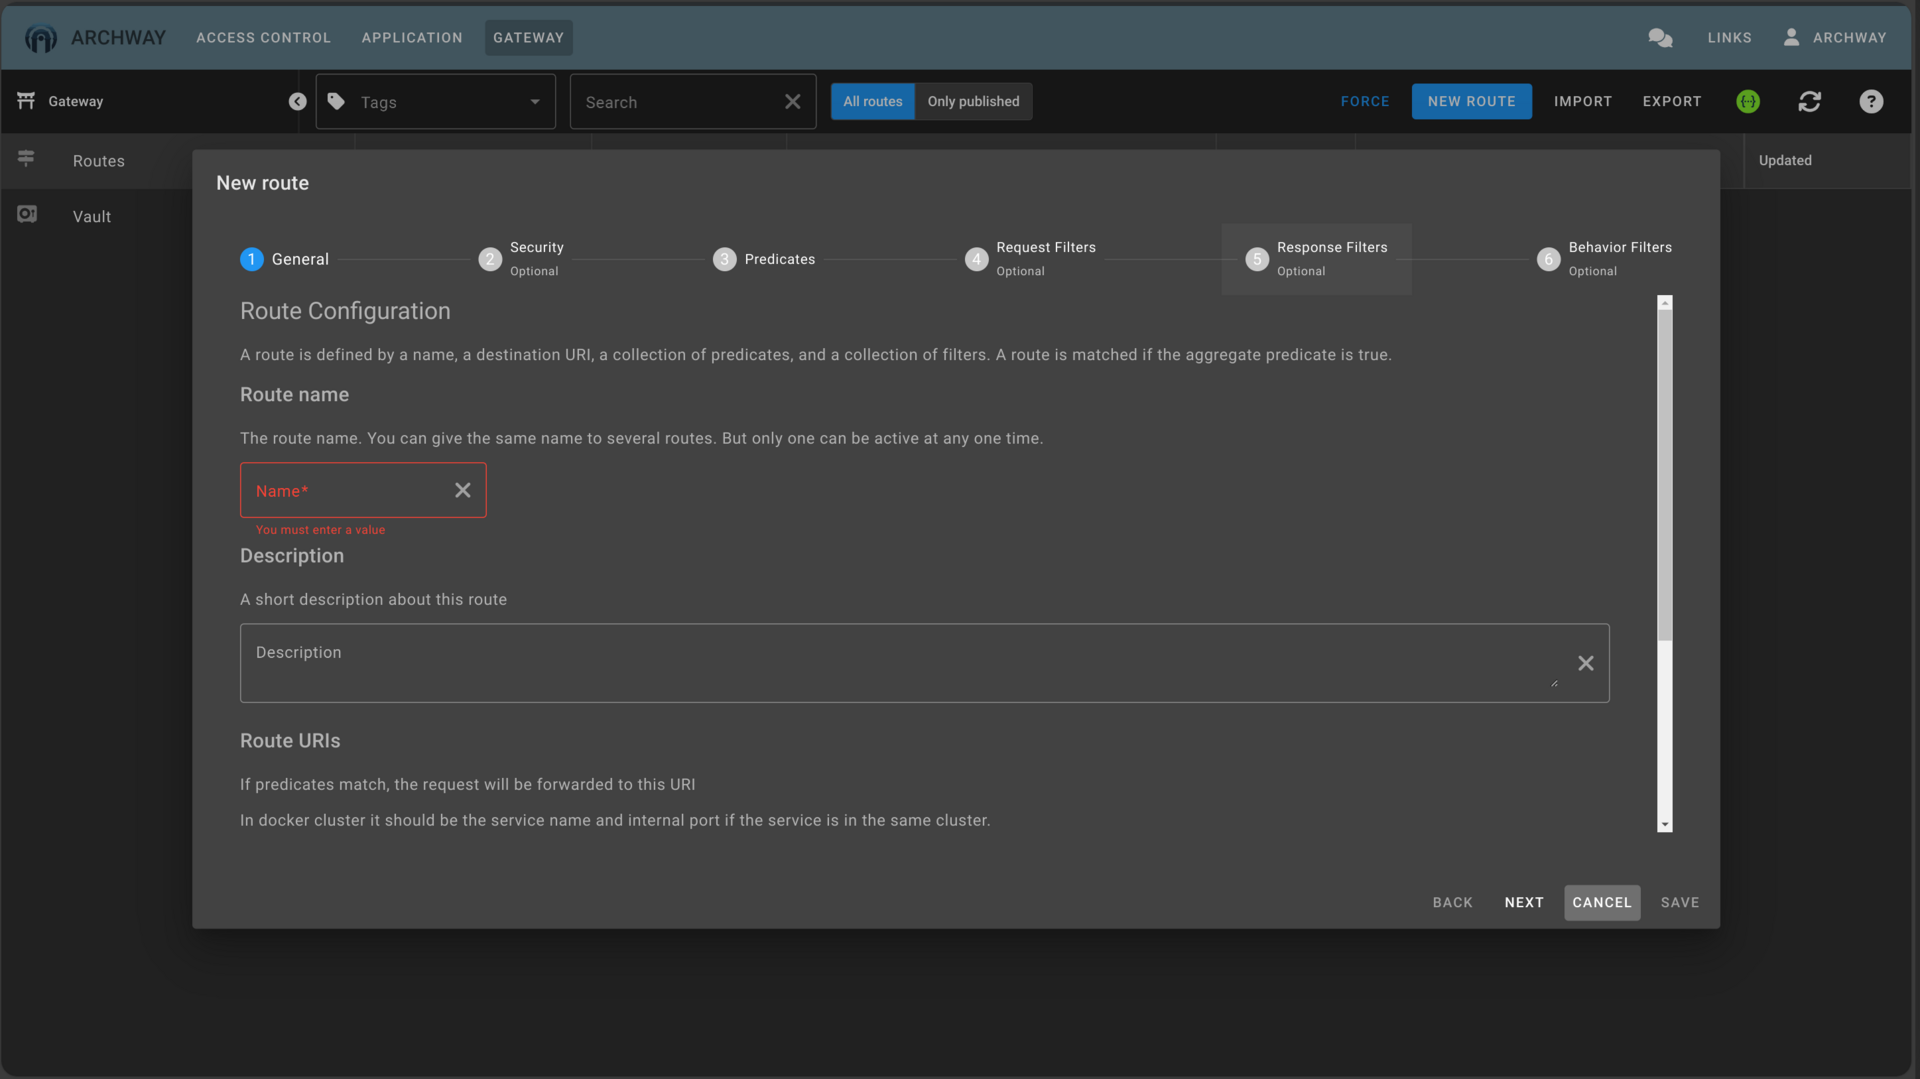 ARCHWAY ACCESS CONTROL APPLICATION GATEWAY LINKS ARCHWAY
Gateway Tags Search All routes Only published FORCE NEW ROUTE IMPORT EXPORT
Routes Updated
Vault
New route
1 General 2 Security Optional 3 Predicates 4 Request Filters Optional 5 Response Filters Optional 6 Behavior Filters Optional
Route Configuration
A route is defined by a name, a destination URI, a collection of predicates, and a collection of filters. A route is matched if the aggregate predicate is true.
Route name
The route name. You can give the same name to several routes. But only one can be active at any one time.
Name*
You must enter a value
Description
A short description about this route
Description
Route URIs
If predicates match, the request will be forwarded to this URI
In docker cluster it should be the service name and internal port if the service is in the same cluster.
BACK NEXT CANCEL SAVE